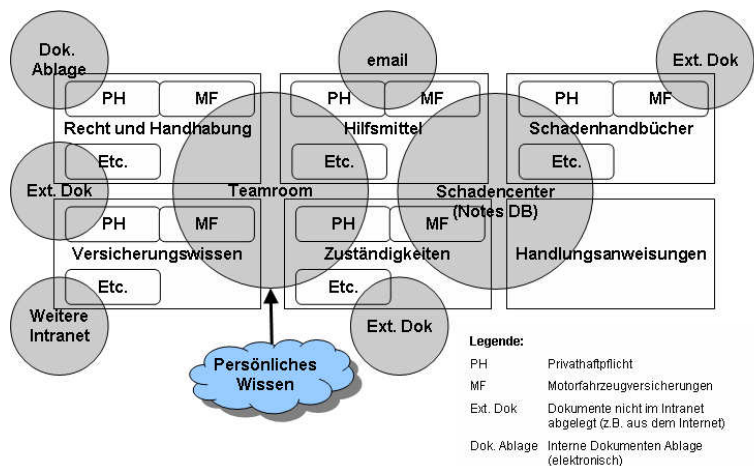 Dok.
Ablage
email
Ext. Dok
PH
MF
Recht und Handhabung
Etc.
PH
MF
Hilfsmittel
Etc.
PH
MF
Schadenhandbücher
Etc.
Ext. Dok
Teamroom
Schadencenter
(Notes DB)
PH
MF
Versicherungswissen
Etc.
PH
MF
Zuständigkeiten
Etc.
Handlungsanweisungen
Weitere
Intranet
Ext. Dok
Persönliches
Wissen
Legende:
PH Privathaftpflicht
MF Motorfahrzeugversicherungen
Ext. Dok Dokumente nicht im Intranet
abgelegt (z.B. aus dem Internet)
Dok. Ablage Interne Dokumenten Ablage
(elektronisch)